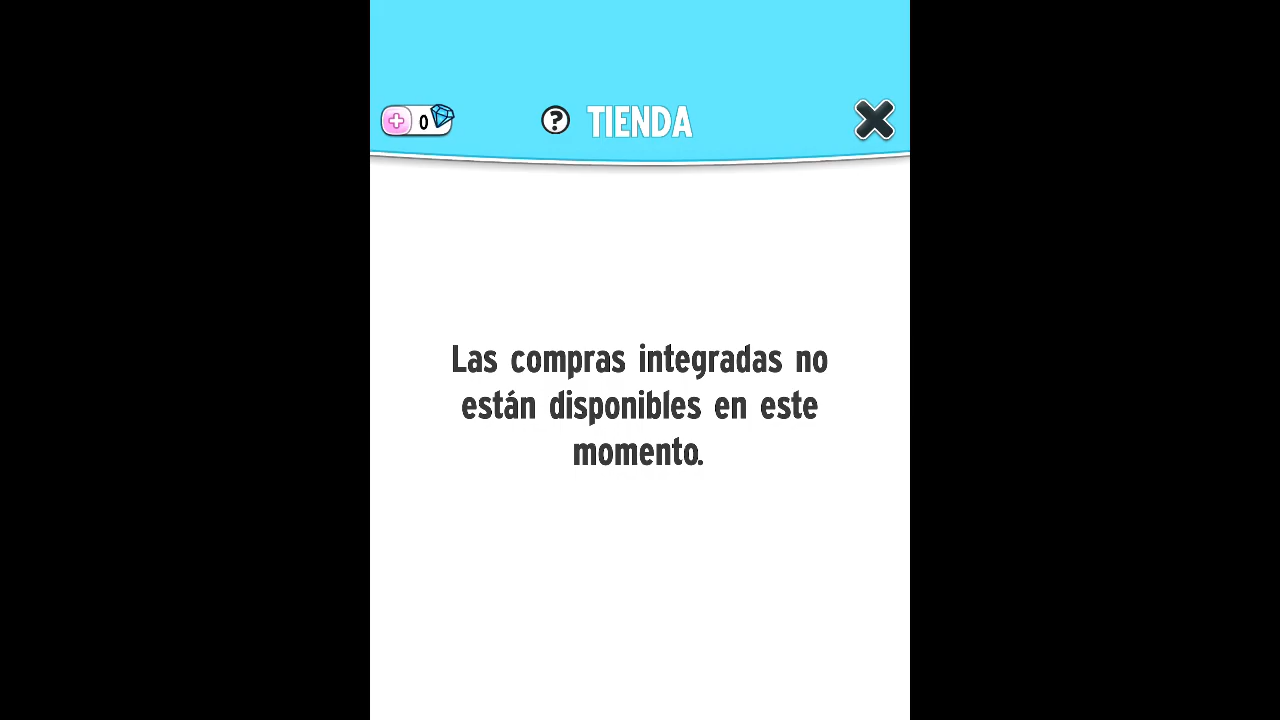 0
? TIENDA
Las compras integradas no
están disponibles en este
momento.